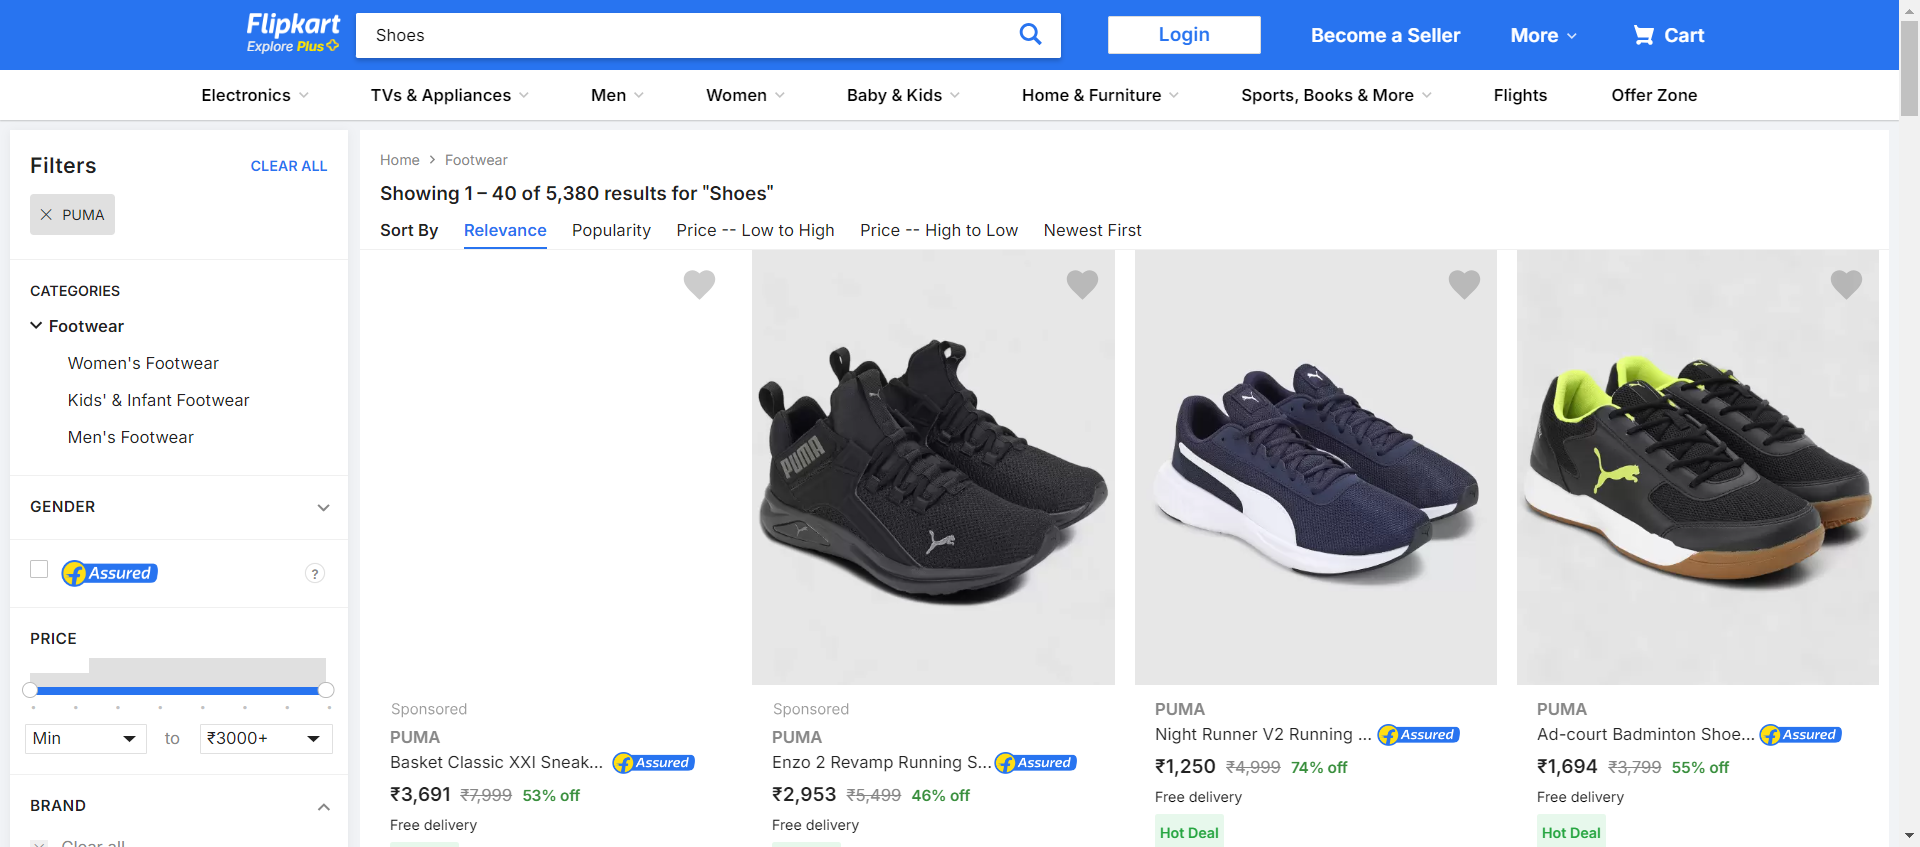 Flipkart
Explore Plus
Shoes
Login
Become a Seller
More
Cart
Electronics
TVs & Appliances
Men
Women
Baby & Kids
Home & Furniture
Sports, Books & More
Flights
Offer Zone
Filters
CLEAR ALL
PUMA
CATEGORIES
Footwear
Women's Footwear
Kids' & Infant Footwear
Men's Footwear
GENDER
Assured
?
PRICE
Min
to
₹3000+
BRAND
Clear all
Home
Footwear
Showing 1 – 40 of 5,380 results for "Shoes"
Sort By
Relevance
Popularity
Price -- Low to High
Price -- High to Low
Newest First
Sponsored
PUMA
Basket Classic XXI Sneak...
Assured
₹3,691 ₹7,999 53% off
Free delivery
PUMA
Sponsored
PUMA
Enzo 2 Revamp Running S...
Assured
₹2,953 ₹5,499 46% off
Free delivery
PUMA
Night Runner V2 Running ...
Assured
₹1,250 ₹4,999 74% off
Free delivery
Hot Deal
PUMA
Ad-court Badminton Shoe...
Assured
₹1,694 ₹3,799 55% off
Free delivery
Hot Deal